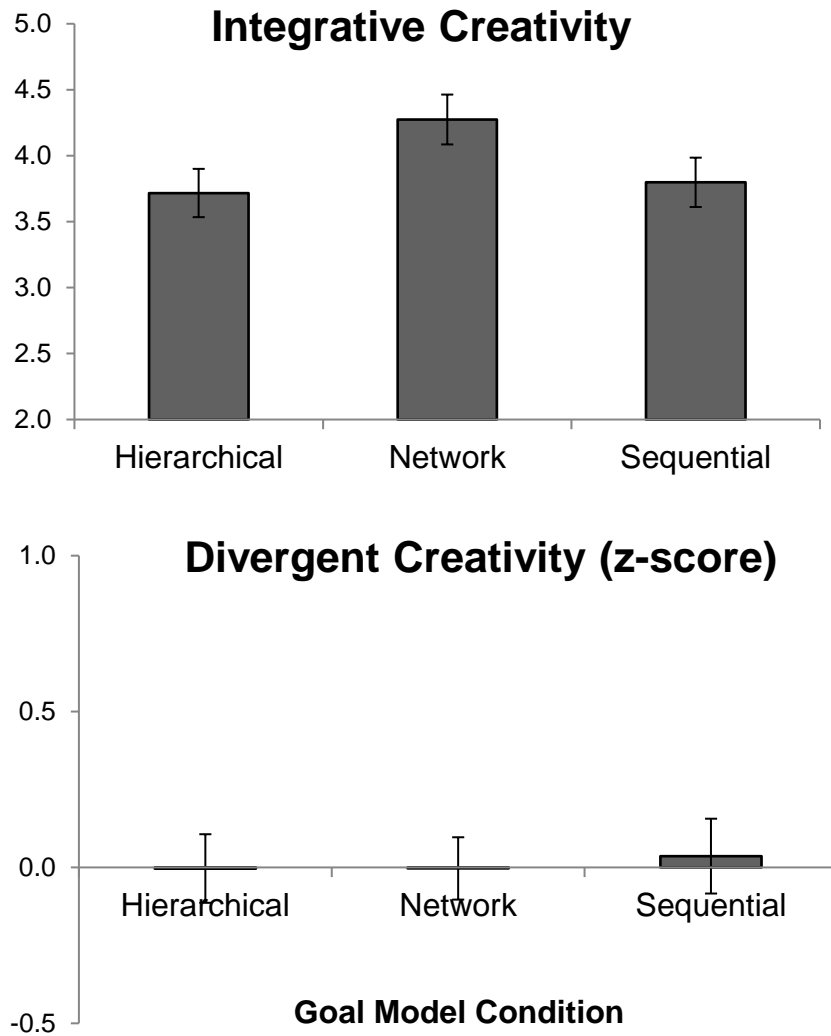 Integrative Creativity
5.0
4.5
4.0
3.5
3.0
2.5
2.0
Hierarchical Network Sequential
Divergent Creativity (z-score)
1.0
0.5
0.0
Hierarchical Network Sequential
-0.5
Goal Model Condition